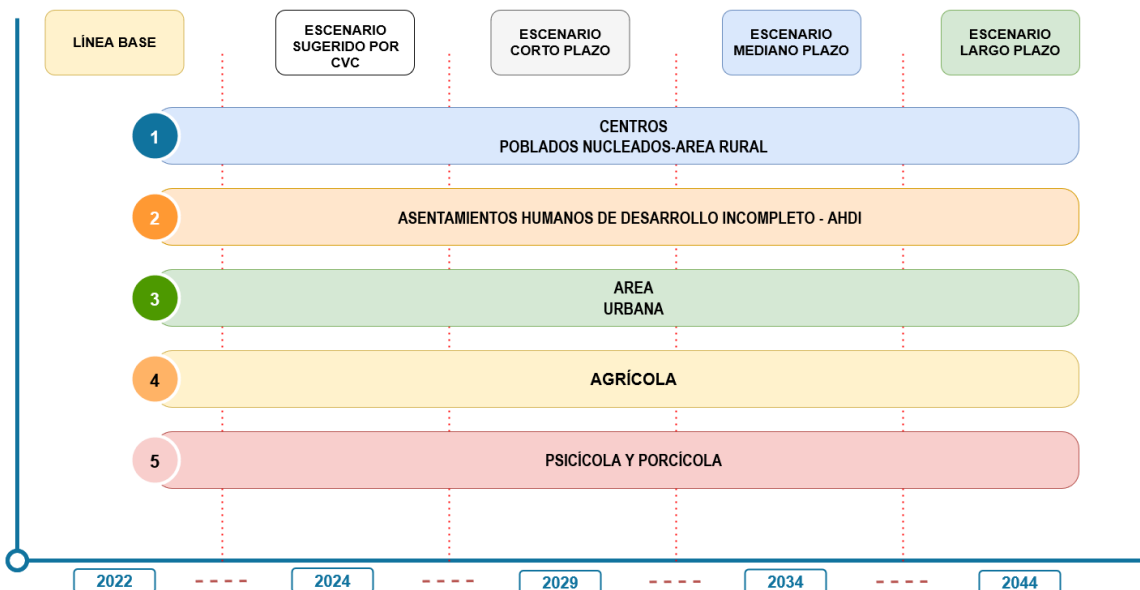 LÍNEA BASE
ESCENARIO
SUGERIDO POR
CVC
ESCENARIO
CORTO PLAZO
ESCENARIO
MEDIANO PLAZO
ESCENARIO
LARGO PLAZO
1
CENTROS
POBLADOS NUCLEADOS-AREA RURAL
2
ASENTAMIENTOS HUMANOS DE DESARROLLO INCOMPLETO - AHDI
3
AREA
URBANA
4
AGRÍCOLA
5
PSICÍCOLA Y PORCÍCOLA
2022
2024
2029
2034
2044